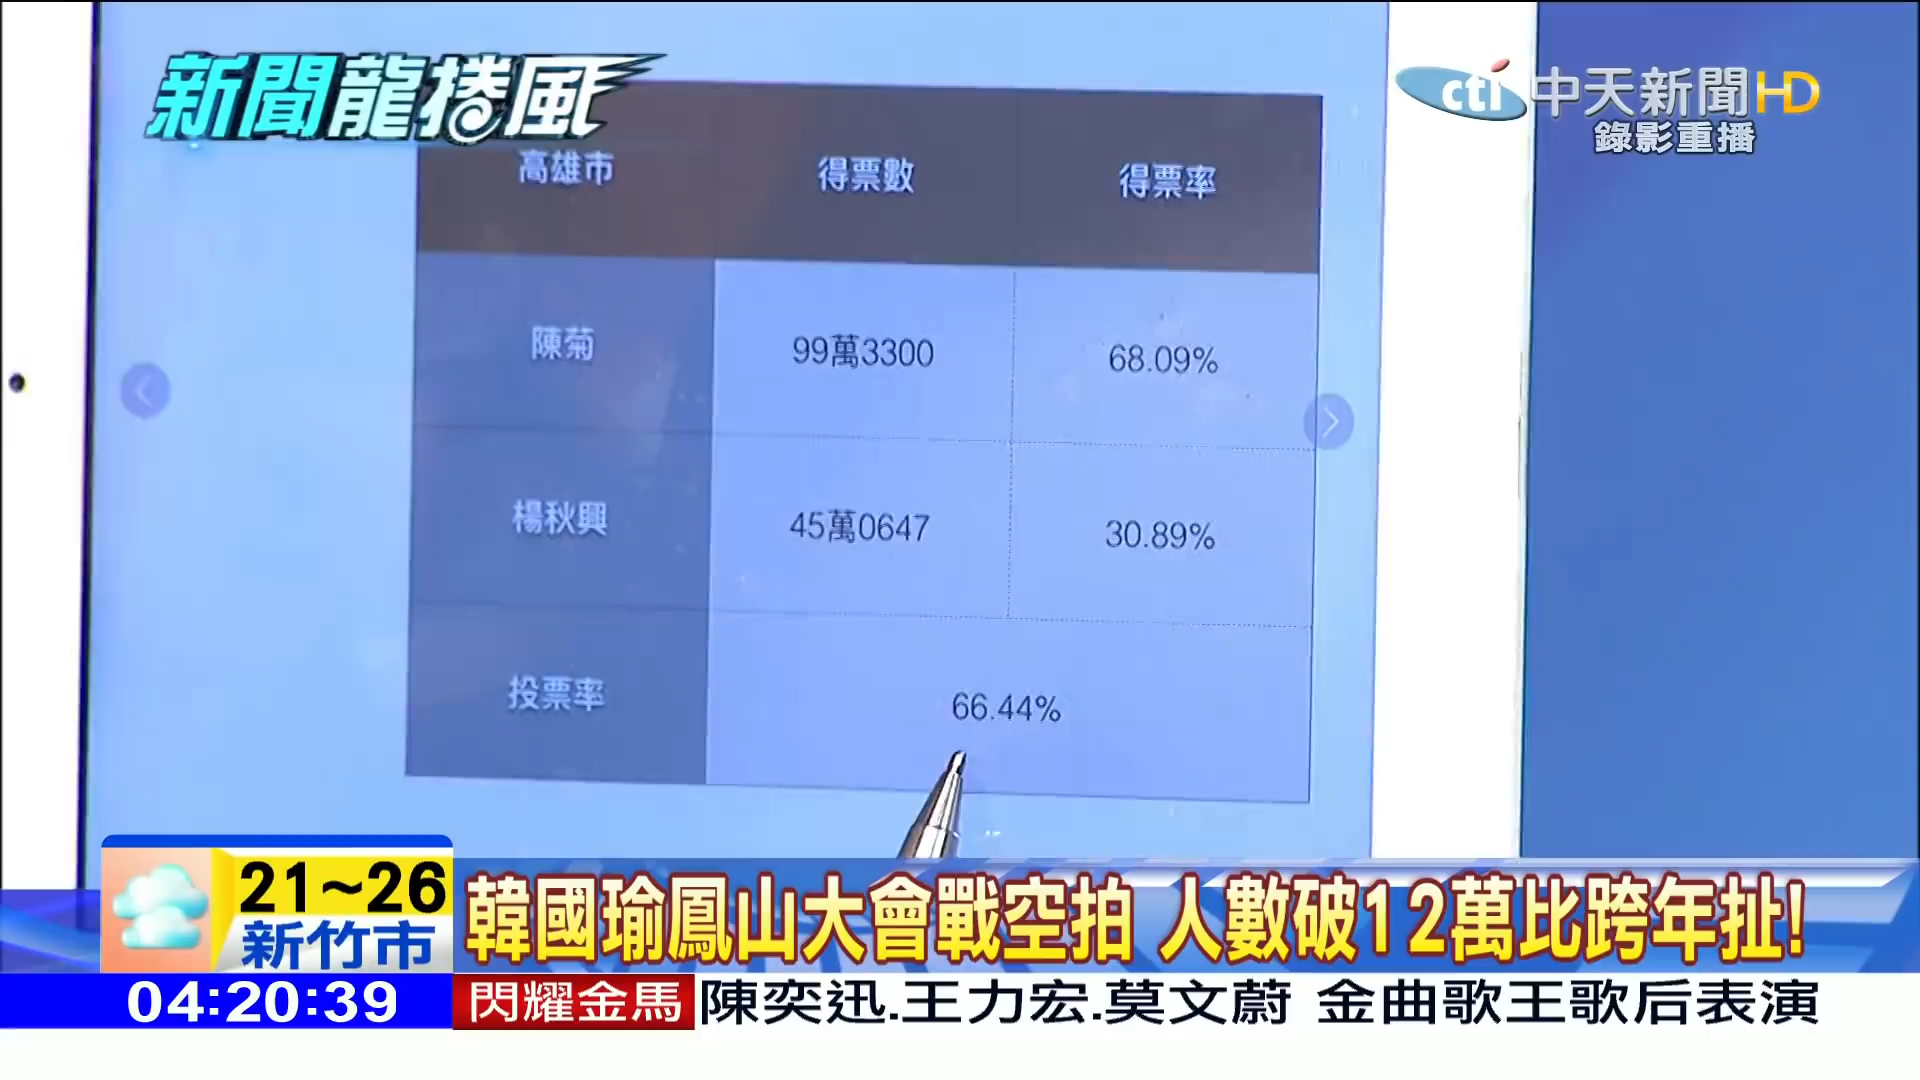 新聞龍捲風
cti 中天新聞HD
錄影重播
高雄市 得票數 得票率
陳菊 99萬3300 68.09%
楊秋興 45萬0647 30.89%
投票率 66.44%
21~26
新竹市
韓國瑜鳳山大會戰空拍 人數破12萬比跨年扯!
04:20:39 閃耀金馬 陳奕迅.王力宏.莫文蔚 金曲歌王歌后表演